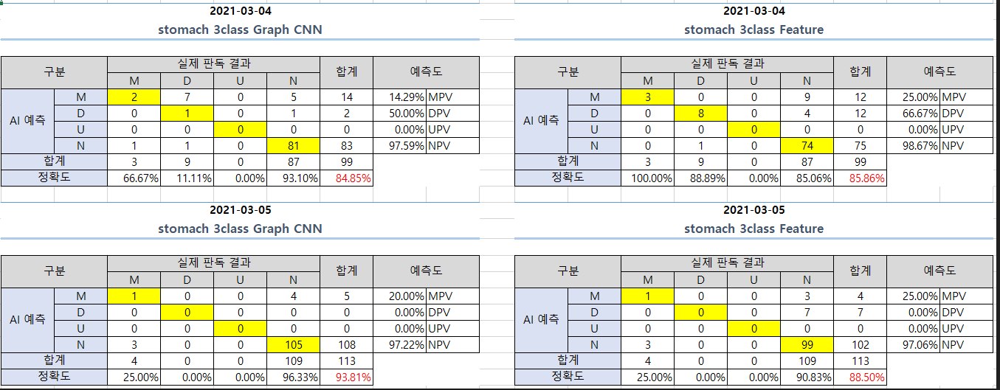 2021-03-04
stomach 3class Graph CNN
구분 실제 판독 결과 합계 예측도
M D U N
AI 예측 M 2 7 0 5 14 14.29% MPV
D 0 1 0 1 2 50.00% DPV
U 0 0 0 0 0 0.00% UPV
N 1 1 0 81 83 97.59% NPV
합계 3 9 0 87 99
정확도 66.67% 11.11% 0.00% 93.10% 84.85%
2021-03-04
stomach 3class Feature
구분 실제 판독 결과 합계 예측도
M D U N
AI 예측 M 3 0 0 9 12 25.00% MPV
D 0 8 0 4 12 66.67% DPV
U 0 0 0 0 0 0.00% UPV
N 0 1 0 74 75 98.67% NPV
합계 3 9 0 87 99
정확도 100.00% 88.89% 0.00% 85.06% 85.86%
2021-03-05
stomach 3class Graph CNN
구분 실제 판독 결과 합계 예측도
M D U N
AI 예측 M 1 0 0 4 5 20.00% MPV
D 0 0 0 0 0 0.00% DPV
U 0 0 0 0 0 0.00% UPV
N 3 0 0 105 108 97.22% NPV
합계 4 0 0 109 113
정확도 25.00% 0.00% 0.00% 96.33% 93.81%
2021-03-05
stomach 3class Feature
구분 실제 판독 결과 합계 예측도
M D U N
AI 예측 M 1 0 0 3 4 25.00% MPV
D 0 0 0 7 7 0.00% DPV
U 0 0 0 0 0 0.00% UPV
N 3 0 0 99 102 97.06% NPV
합계 4 0 0 109 113
정확도 25.00% 0.00% 0.00% 90.83% 88.50%